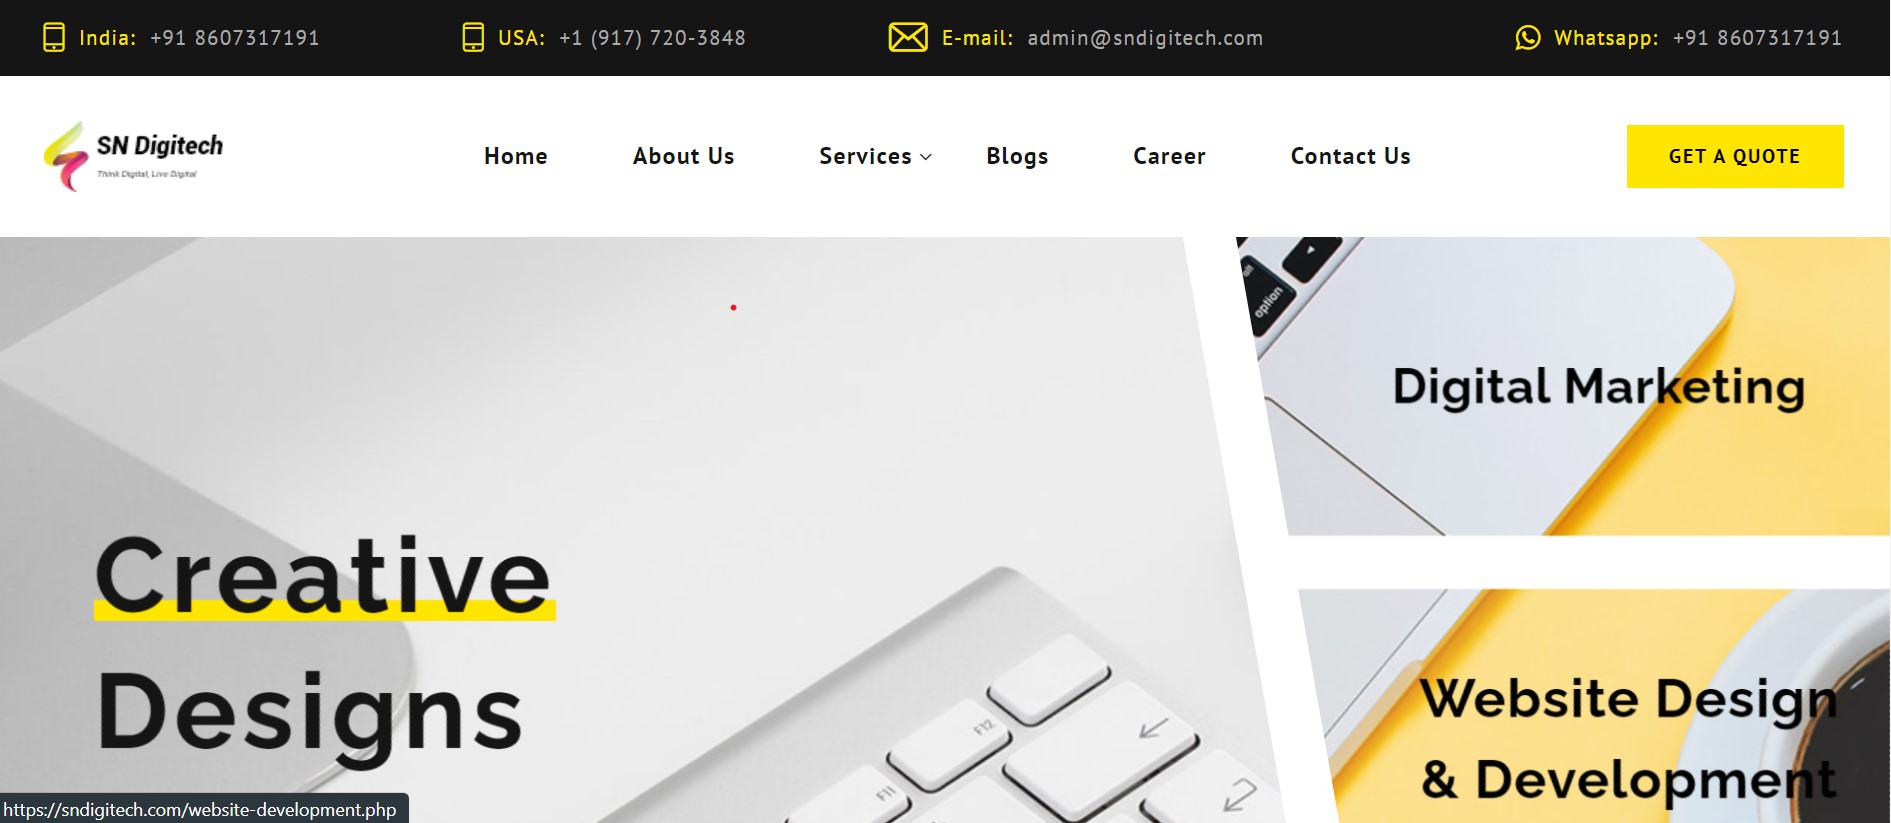 India: +91 8607317191
USA: +1 (917) 720-3848
E-mail: admin@sndigitech.com
Whatsapp: +91 8607317191
SN Digitech
Think Digital, Live Digital
Home
About Us
Services
Blogs
Career
Contact Us
GET A QUOTE
alt
option
Digital Marketing
Creative
Designs
F12
F11
Website Design
& Development
https://sndigitech.com/website-development.php